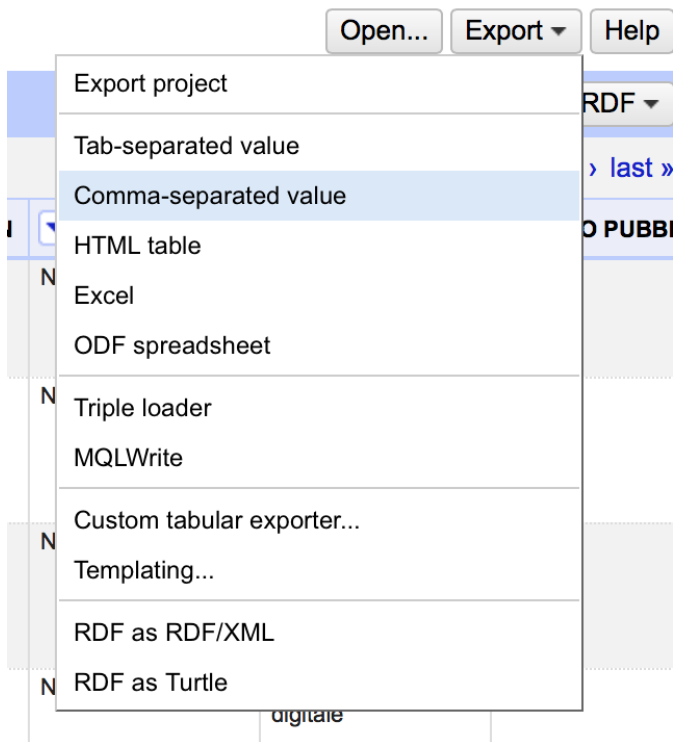 Open...
Export
Help
Export project
RDF
Tab-separated value
› last »
Comma-separated value
O PUBBI
HTML table
N
Excel
ODF spreadsheet
N
Triple loader
MQLWrite
Custom tabular exporter...
N
Templating...
RDF as RDF/XML
N
RDF as Turtle
digitale